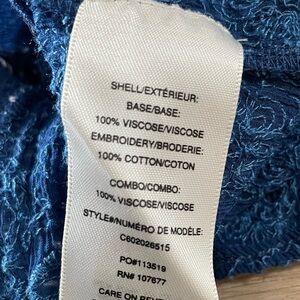 SHELL/EXTÉRIEUR:
BASE/BASE:
100% VISCOSE/VISCOSE
EMBROIDERY/BRODERIE:
100% COTTON/COTON
COMBO/COMBO:
100% VISCOSE/VISCOSE
STYLE#/NUMÉRO DE MODÈLE:
C602026515
PO#113519
RN# 107677
CARE ON